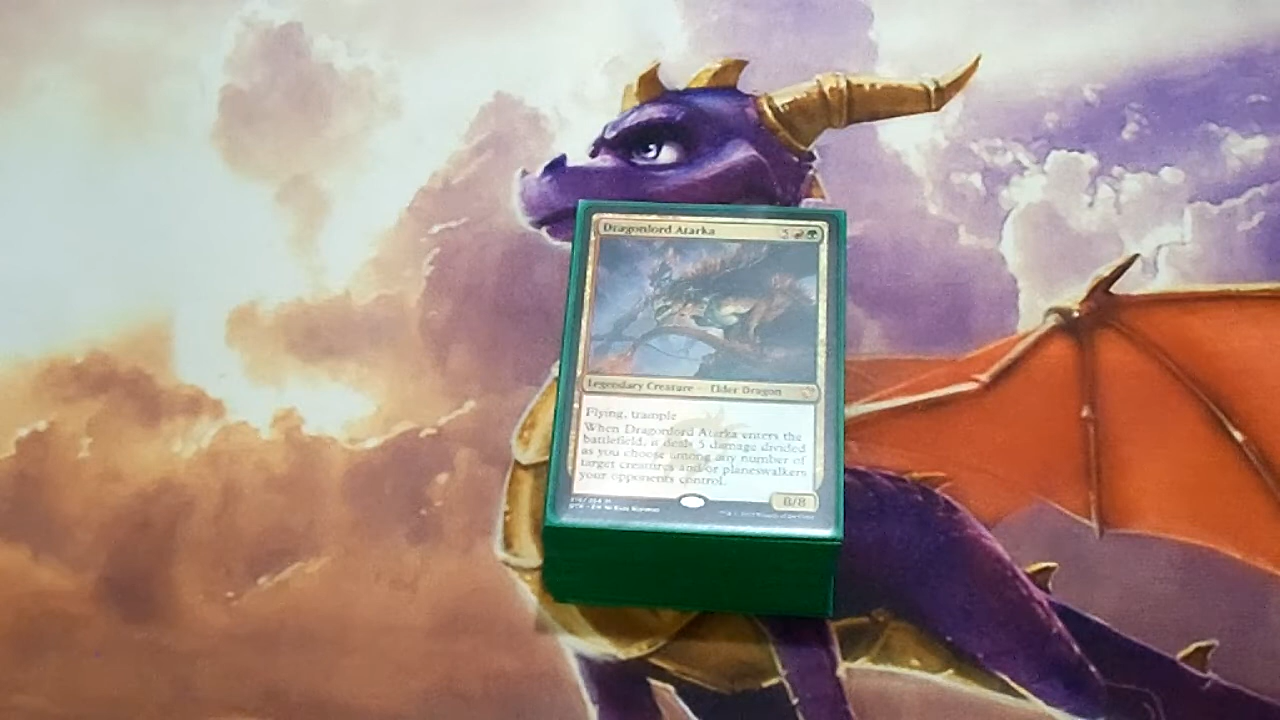 Dragonlord Atarka 5
Legendary Creature — Elder Dragon
Flying, trample
When Dragonlord Atarka enters the
battlefield, it deals 5 damage divided
as you choose among any number of
target creatures and/or planeswalkers
your opponents control.
8/8